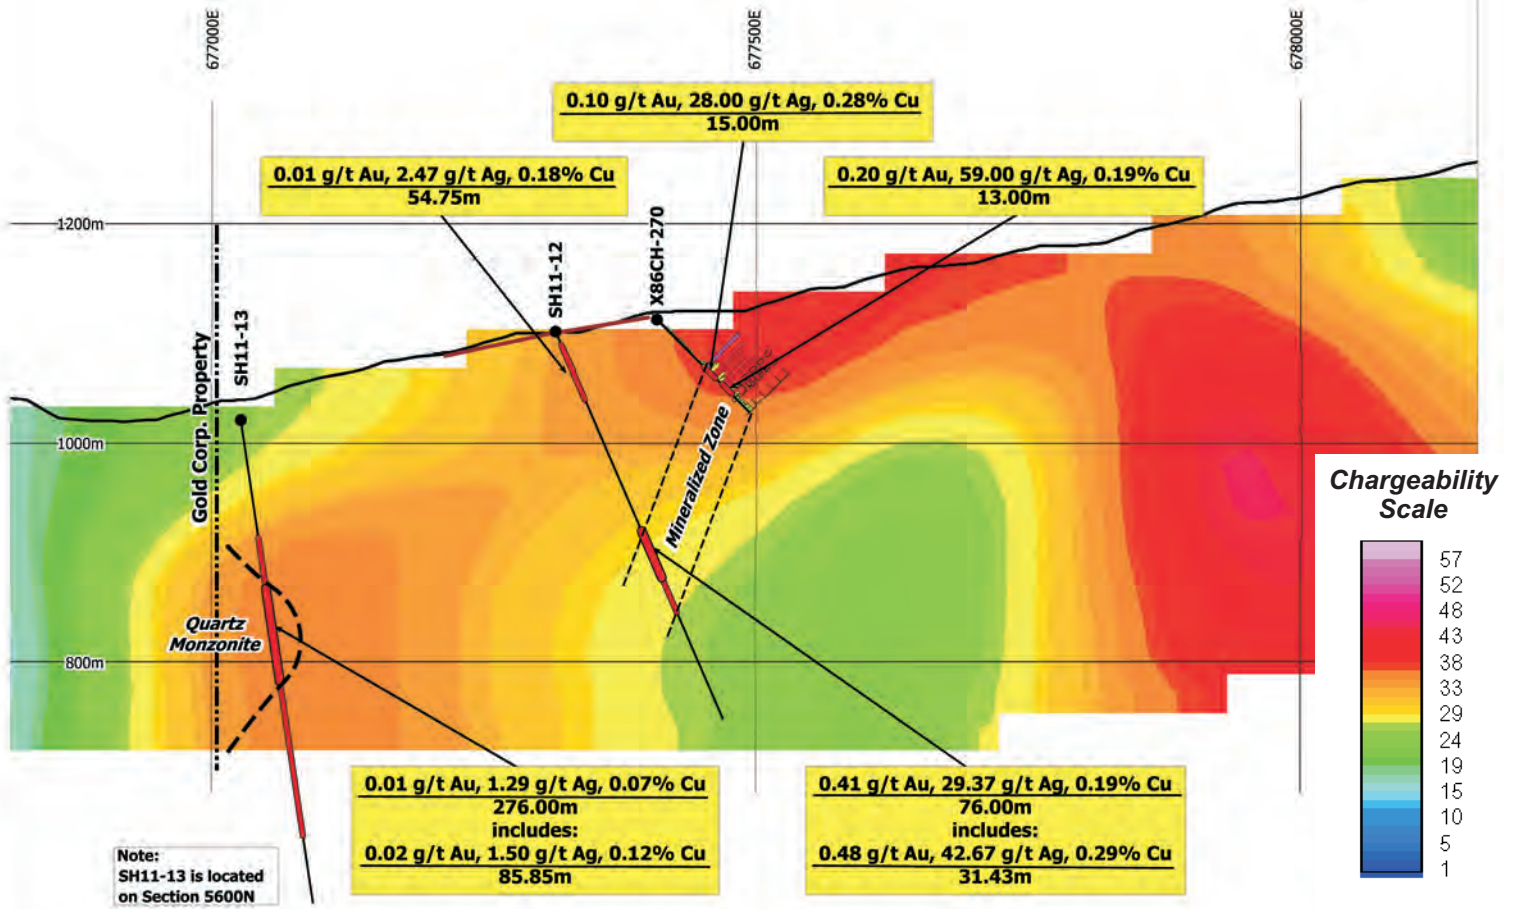 677000E
677500E
678000E
0.10 g/t Au, 28.00 g/t Ag, 0.28% Cu
15.00m
0.01 g/t Au, 2.47 g/t Ag, 0.18% Cu
54.75m
0.20 g/t Au, 59.00 g/t Ag, 0.19% Cu
13.00m
1200m
X86CH-270
SH11-12
SH11-13
Gold Corp. Property
1000m
Mineralized Zone
Chargeability
Scale
57
52
48
43
38
33
29
24
19
15
10
5
1
Quartz
Monzonite
800m
0.01 g/t Au, 1.29 g/t Ag, 0.07% Cu
276.00m
includes:
0.02 g/t Au, 1.50 g/t Ag, 0.12% Cu
85.85m
0.41 g/t Au, 29.37 g/t Ag, 0.19% Cu
76.00m
includes:
0.48 g/t Au, 42.67 g/t Ag, 0.29% Cu
31.43m
Note:
SH11-13 is located
on Section 5600N